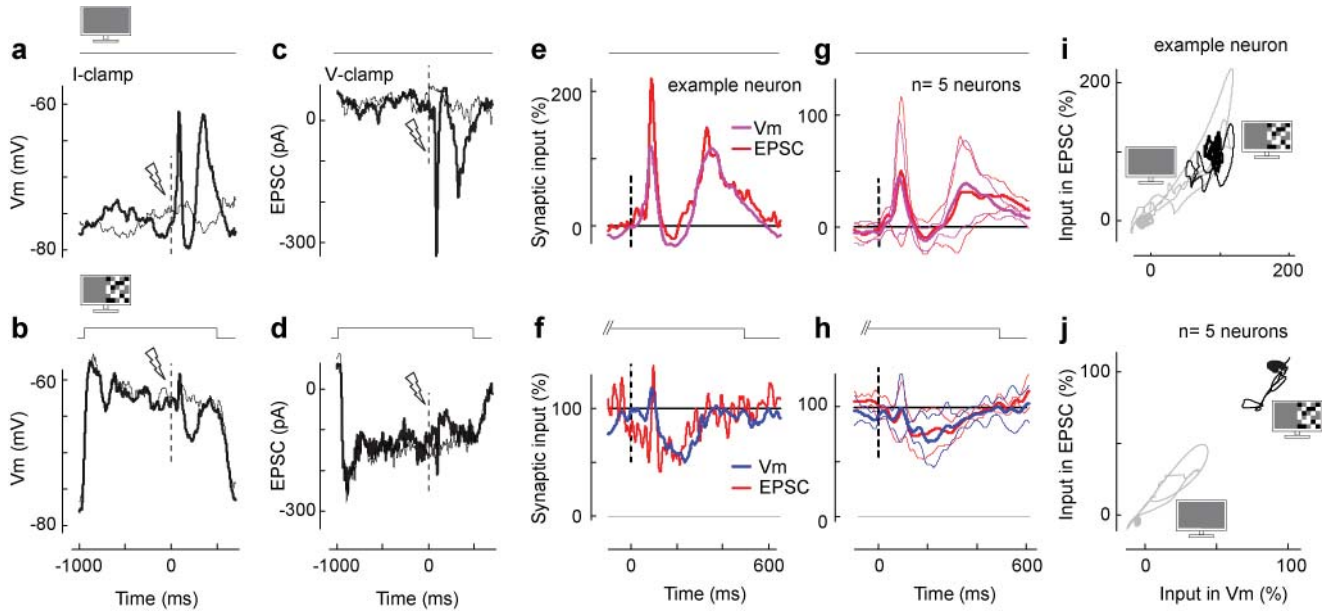 a
c
e
g
i
I-clamp
V-clamp
example neuron
n= 5 neurons
example neuron
Vm
EPSC
Vm (mV)
-60
-80
EPSC (pA)
0
-300
Synaptic input (%)
200
0
Vm
EPSC
100
0
Input in EPSC (%)
200
100
0
0
200
b
d
f
h
j
n= 5 neurons
Vm (mV)
-60
-80
-1000
0
Time (ms)
EPSC (pA)
0
-300
-1000
0
Time (ms)
Synaptic input (%)
100
0
Vm
EPSC
0
600
Time (ms)
100
0
0
600
Time (ms)
Input in EPSC (%)
100
0
0
100
Input in Vm (%)